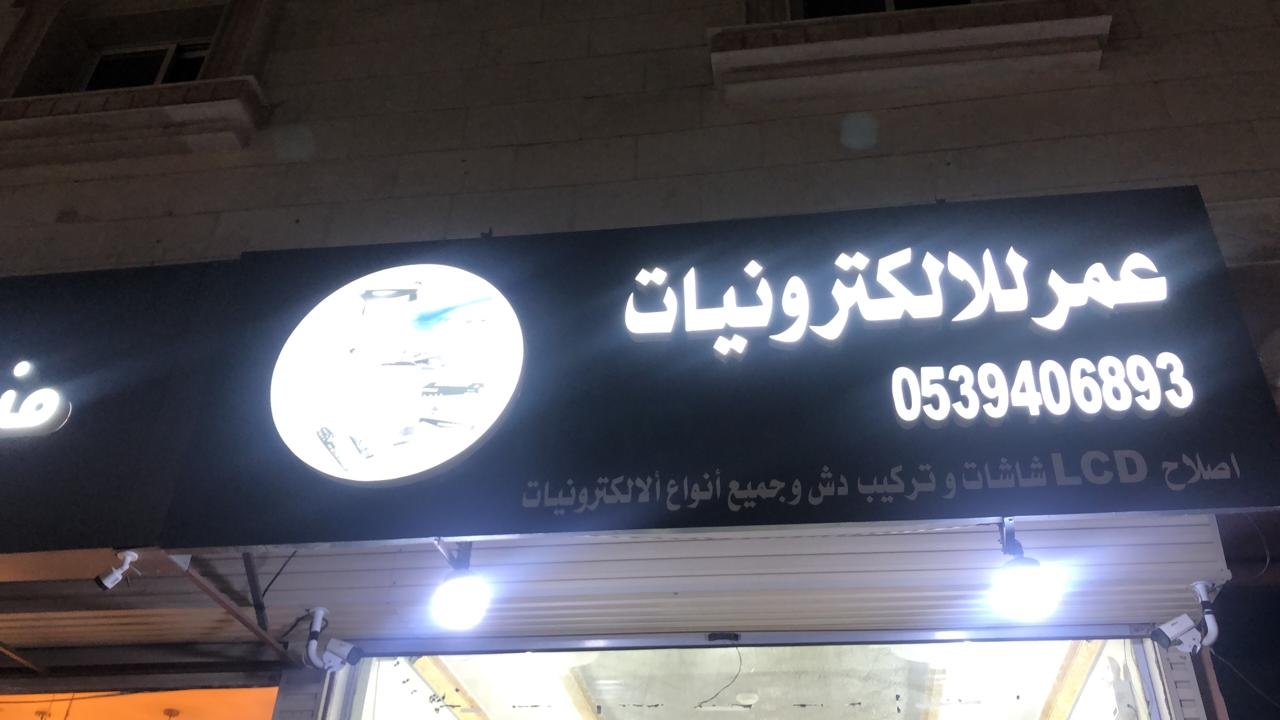 عمر للالكترونيات
0539406893
اصلاح LCD شاشات و تركيب دش وجميع أنواع ألالكترونيات